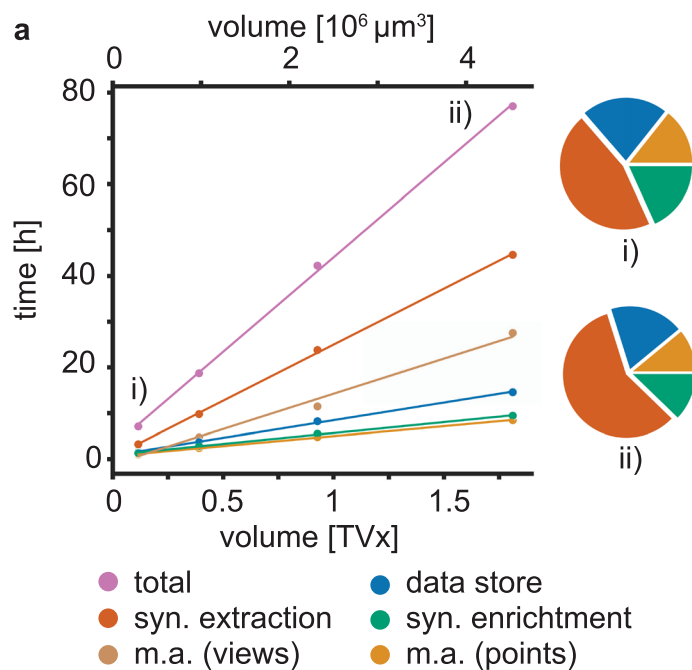 a
volume [10⁶ µm³]
0 2 4
80
60
40
20
0
time [h]
i)
ii)
0 0.5 1 1.5
volume [TVx]
i)
ii)
total
data store
syn. extraction
syn. enrichtment
m.a. (views)
m.a. (points)